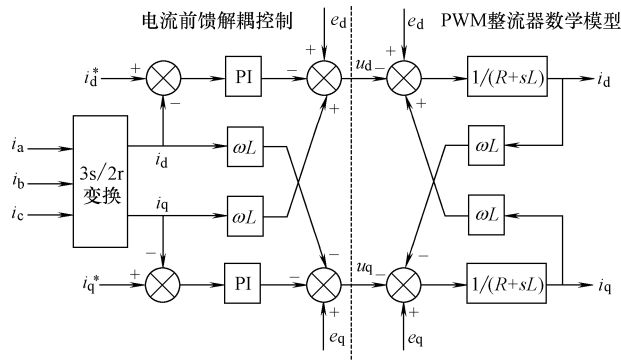 电流前馈解耦控制 e_d e_d PWM整流器数学模型
+ +
i_d* + PI − + u_d − 1/(R+sL) i_d
− + +
i_a i_d ωL ωL
i_b 3s/2r
变换
i_c i_q ωL ωL
− − −
i_q* + PI − u_q − 1/(R+sL) i_q
+ +
e_q e_q